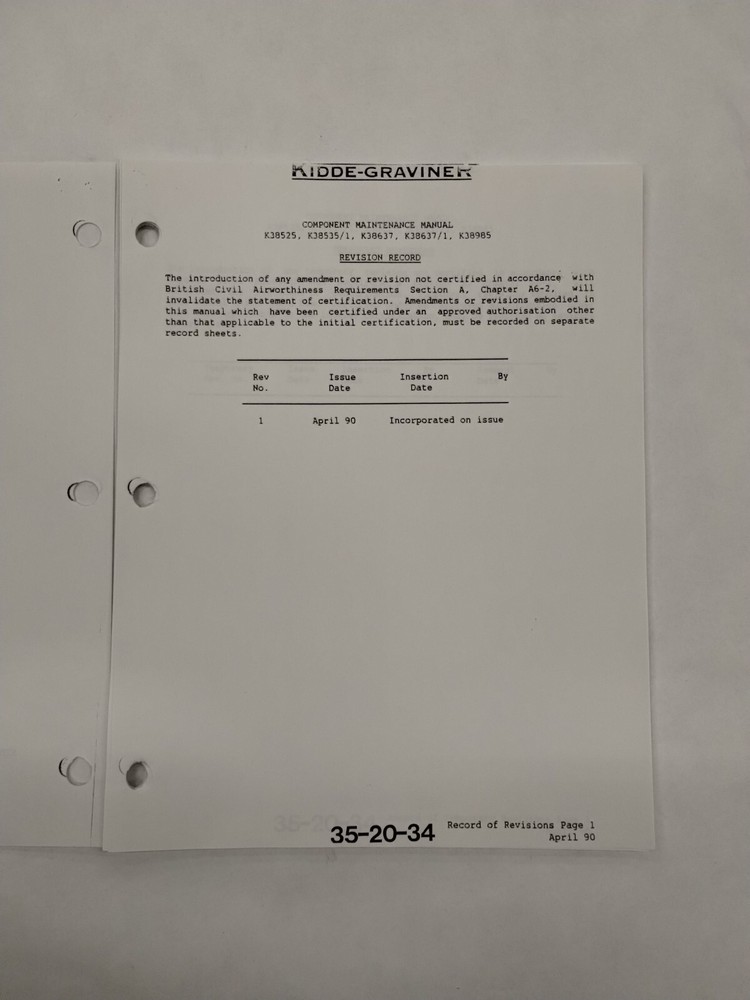 KIDDE-GRAVINER
COMPONENT MAINTENANCE MANUAL
K38525, K38535/1, K38637, K38637/1, K38985
REVISION RECORD
The introduction of any amendment or revision not certified in accordance with
British Civil Airworthiness Requirements Section A, Chapter A6-2, will
invalidate the statement of certification. Amendments or revisions embodied in
this manual which have been certified under an approved authorisation other
than that applicable to the initial certification, must be recorded on separate
record sheets.
Rev Issue Insertion By
No. Date Date
1 April 90 Incorporated on issue
35-20-34 Record of Revisions Page 1
April 90